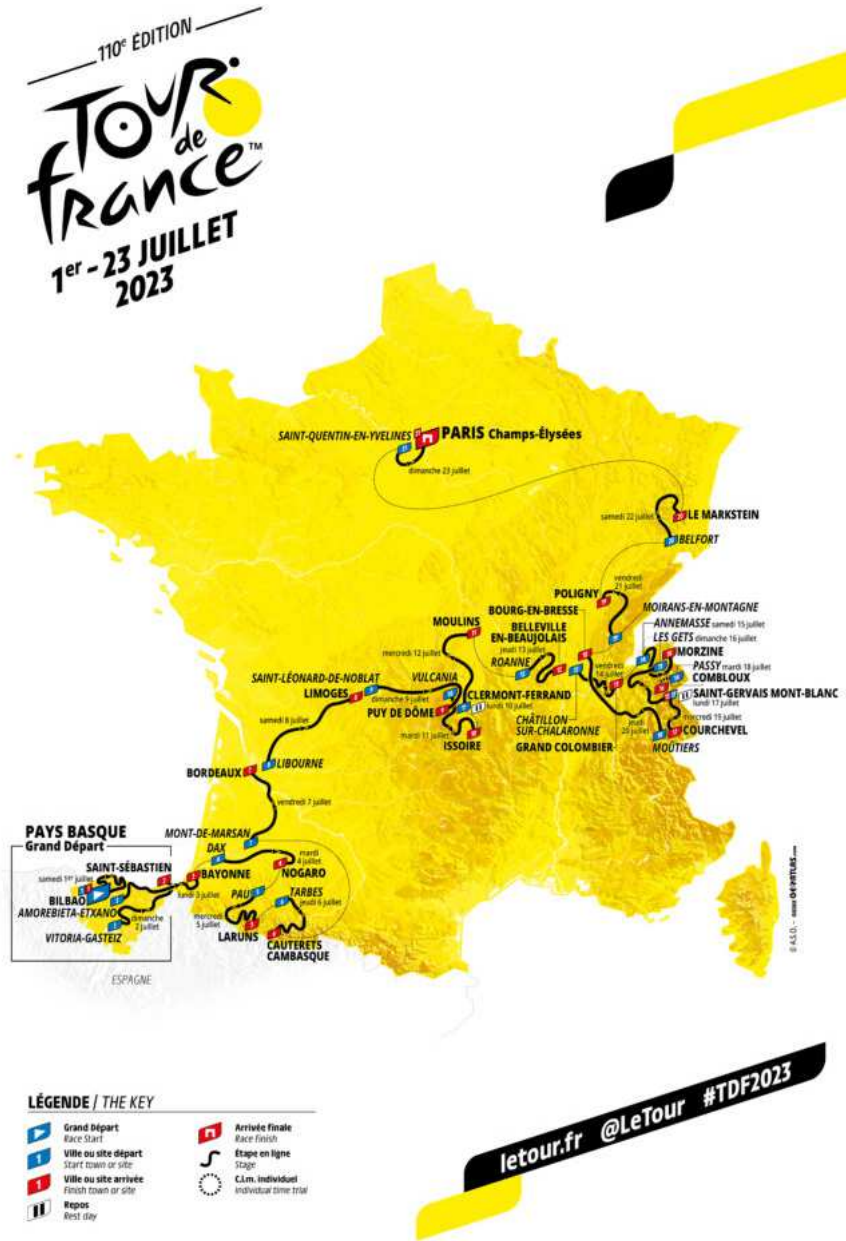 110e ÉDITION
TOUR
de
france™
1er - 23 JUILLET
2023
SAINT-QUENTIN-EN-YVELINES
PARIS Champs-Élysées
dimanche 23 juillet
samedi 22 juillet
LE MARKSTEIN
BELFORT
vendredi
21 juillet
POLIGNY
MOIRANS-EN-MONTAGNE
BOURG-EN-BRESSE
MOULINS
BELLEVILLE
EN-BEAUJOLAIS
ANNEMASSE samedi 15 juillet
LES GETS dimanche 16 juillet
jeudi 13 juillet
MORZINE
mercredi 12 juillet
ROANNE
vendredi
14 juillet
PASSY mardi 18 juillet
COMBLOUX
SAINT-LÉONARD-DE-NOBLAT
VULCANIA
LIMOGES
dimanche 9 juillet
CLERMONT-FERRAND
lundi 10 juillet
SAINT-GERVAIS MONT-BLANC
lundi 17 juillet
PUY DE DÔME
samedi 8 juillet
CHÂTILLON
SUR-CHALARONNE
mercredi 19 juillet
jeudi
20 juillet
COURCHEVEL
mardi 11 juillet
ISSOIRE
GRAND COLOMBIER
MOÛTIERS
LIBOURNE
BORDEAUX
vendredi 7 juillet
MONT-DE-MARSAN
PAYS BASQUE
Grand Départ
DAX
mardi
4 juillet
SAINT-SÉBASTIEN
BAYONNE
NOGARO
samedi 1er juillet
lundi 3 juillet
PAU
TARBES
jeudi 6 juillet
BILBAO
AMOREBIETA-ETXANO
dimanche
2 juillet
mercredi
5 juillet
VITORIA-GASTEIZ
LARUNS
CAUTERETS
CAMBASQUE
ESPAGNE
© A.S.O. -
LÉGENDE / THE KEY
Grand Départ
Race Start
1
Ville ou site départ
Start town or site
1
Ville ou site arrivée
Finish town or site
Repos
Rest day
Arrivée finale
Race finish
Étape en ligne
Stage
C.l.m. individuel
Individual time trial
letour.fr @LeTour #TDF2023